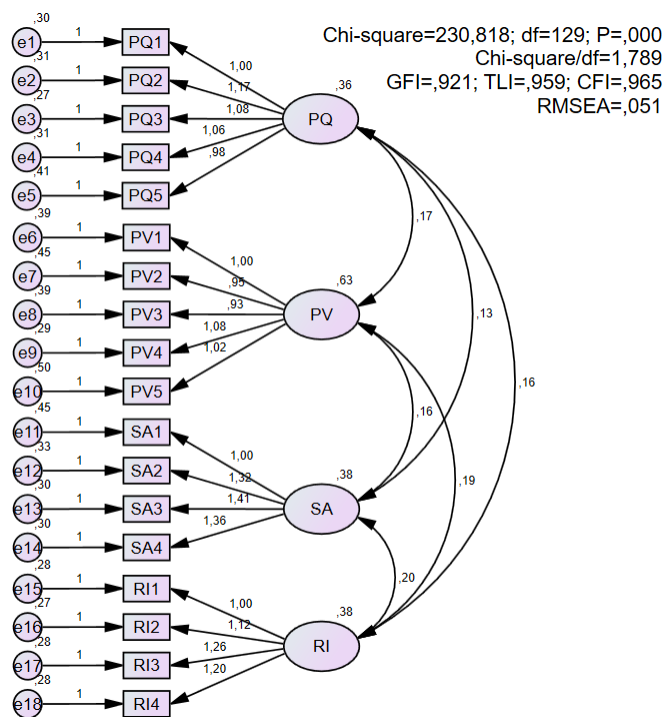 Chi-square=230,818; df=129; P=,000
Chi-square/df=1,789
GFI=,921; TLI=,959; CFI=,965
RMSEA=,051
,30
e1 1 PQ1
,31
e2 1 PQ2
,27
e3 1 PQ3
,31
e4 1 PQ4
,41
e5 1 PQ5
1,00
1,17
1,08
1,06
,98
,36
PQ
,39
e6 1 PV1
,45
e7 1 PV2
,39
e8 1 PV3
,29
e9 1 PV4
,50
e10 1 PV5
1,00
,95
,93
1,08
1,02
,63
PV
,45
e11 1 SA1
,33
e12 1 SA2
,30
e13 1 SA3
,30
e14 1 SA4
1,00
1,32
1,41
1,36
,38
SA
,28
e15 1 RI1
,27
e16 1 RI2
,28
e17 1 RI3
,28
e18 1 RI4
1,00
1,12
1,26
1,20
,38
RI
,17
,13
,16
,16
,19
,20